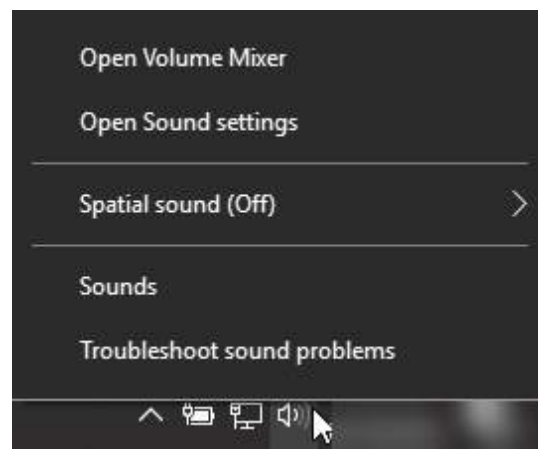 Open Volume Mixer
Open Sound settings
Spatial sound (Off)
Sounds
Troubleshoot sound problems